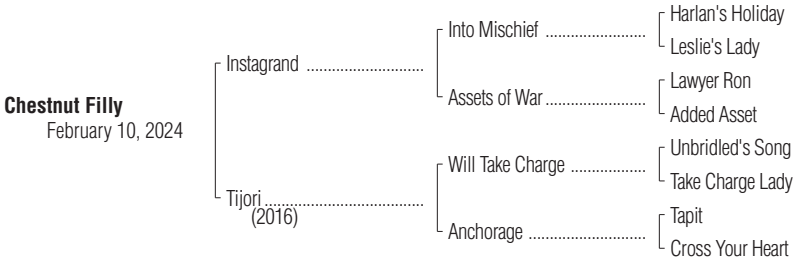 Harlan's Holiday
Into Mischief ........................
Leslie's Lady
Instagrand ............................
Lawyer Ron
Assets of War........................
Added Asset
Chestnut Filly
February 10, 2024
Unbridled's Song
Will Take Charge ..................
Take Charge Lady
Tijori......................................
(2016)
Tapit
Anchorage ............................
Cross Your Heart